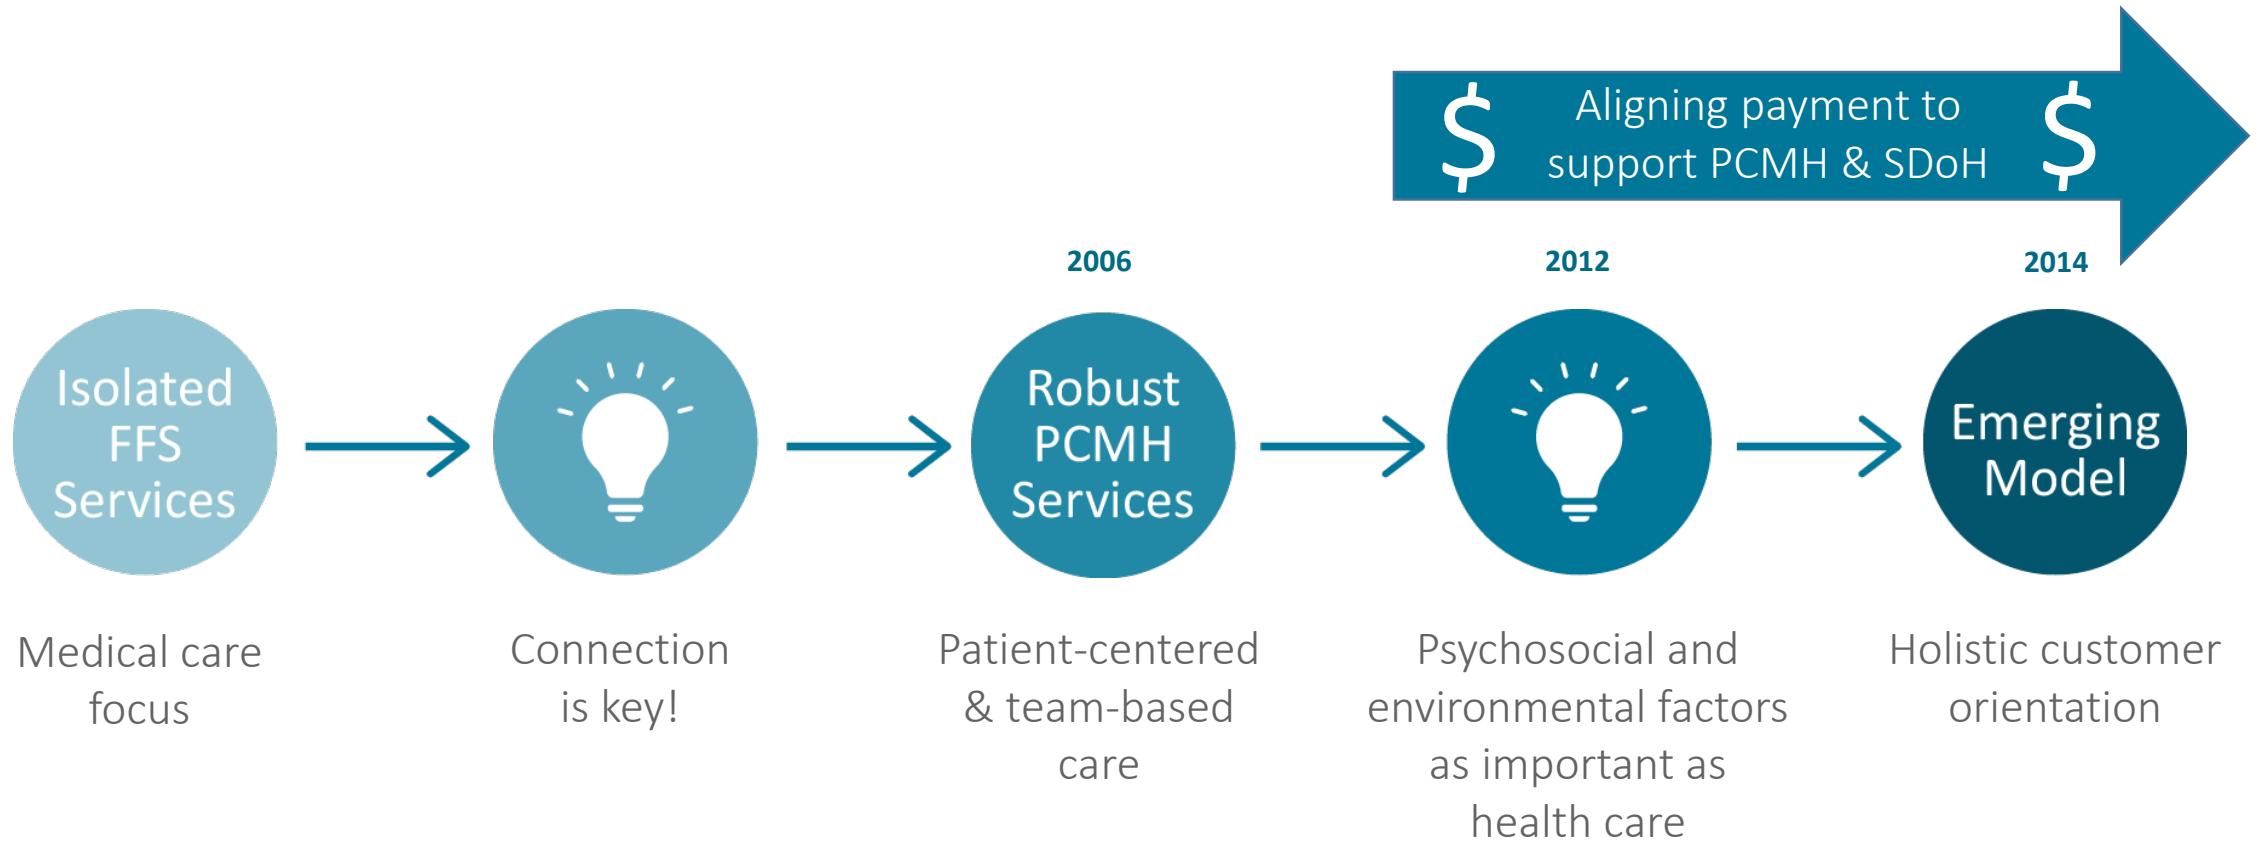 $ Aligning payment to $
support PCMH & SDoH
2006
2012
2014
Isolated
FFS
Services
Robust
PCMH
Services
Emerging
Model
Medical care
focus
Connection
is key!
Patient-centered
& team-based
care
Psychosocial and
environmental factors
as important as
health care
Holistic customer
orientation